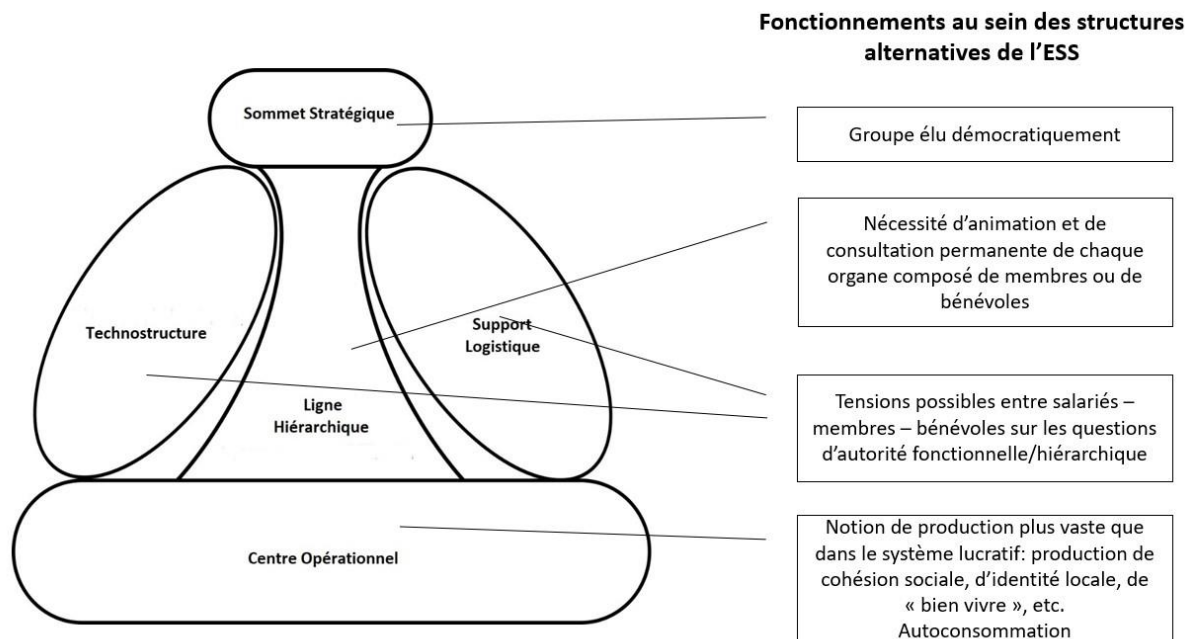 Fonctionnements au sein des structures
alternatives de l’ESS
Sommet Stratégique
Groupe élu démocratiquement
Nécessité d’animation et de
consultation permanente de chaque
organe composé de membres ou de
bénévoles
Technostructure
Support
Logistique
Ligne
Hiérarchique
Tensions possibles entre salariés –
membres – bénévoles sur les questions
d’autorité fonctionnelle/hiérarchique
Centre Opérationnel
Notion de production plus vaste que
dans le système lucratif: production de
cohésion sociale, d’identité locale, de
« bien vivre », etc.
Autoconsommation